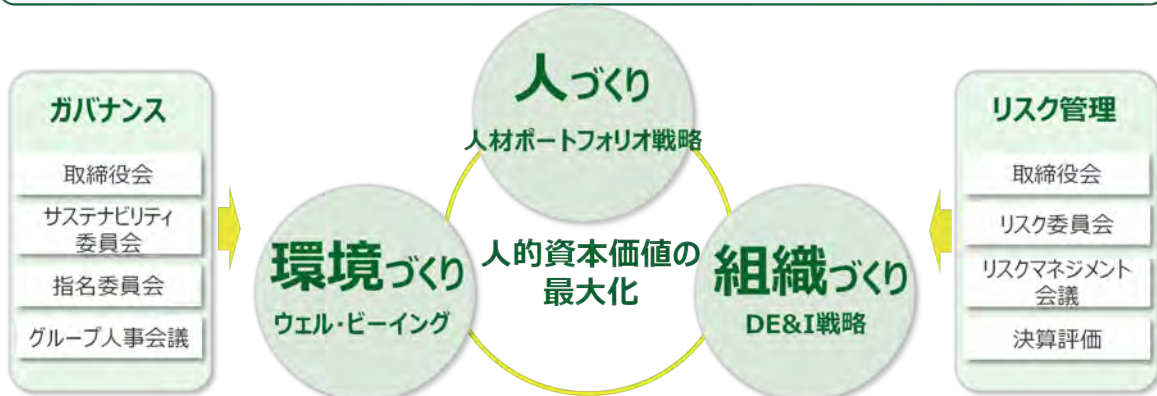 ガバナンス
取締役会
サステナビリティ
委員会
指名委員会
グループ人事会議
人づくり
人材ポートフォリオ戦略
環境づくり
ウェル・ビーイング
人的資本価値の
最大化
組織づくり
DE&I戦略
リスク管理
取締役会
リスク委員会
リスクマネジメント
会議
決算評価